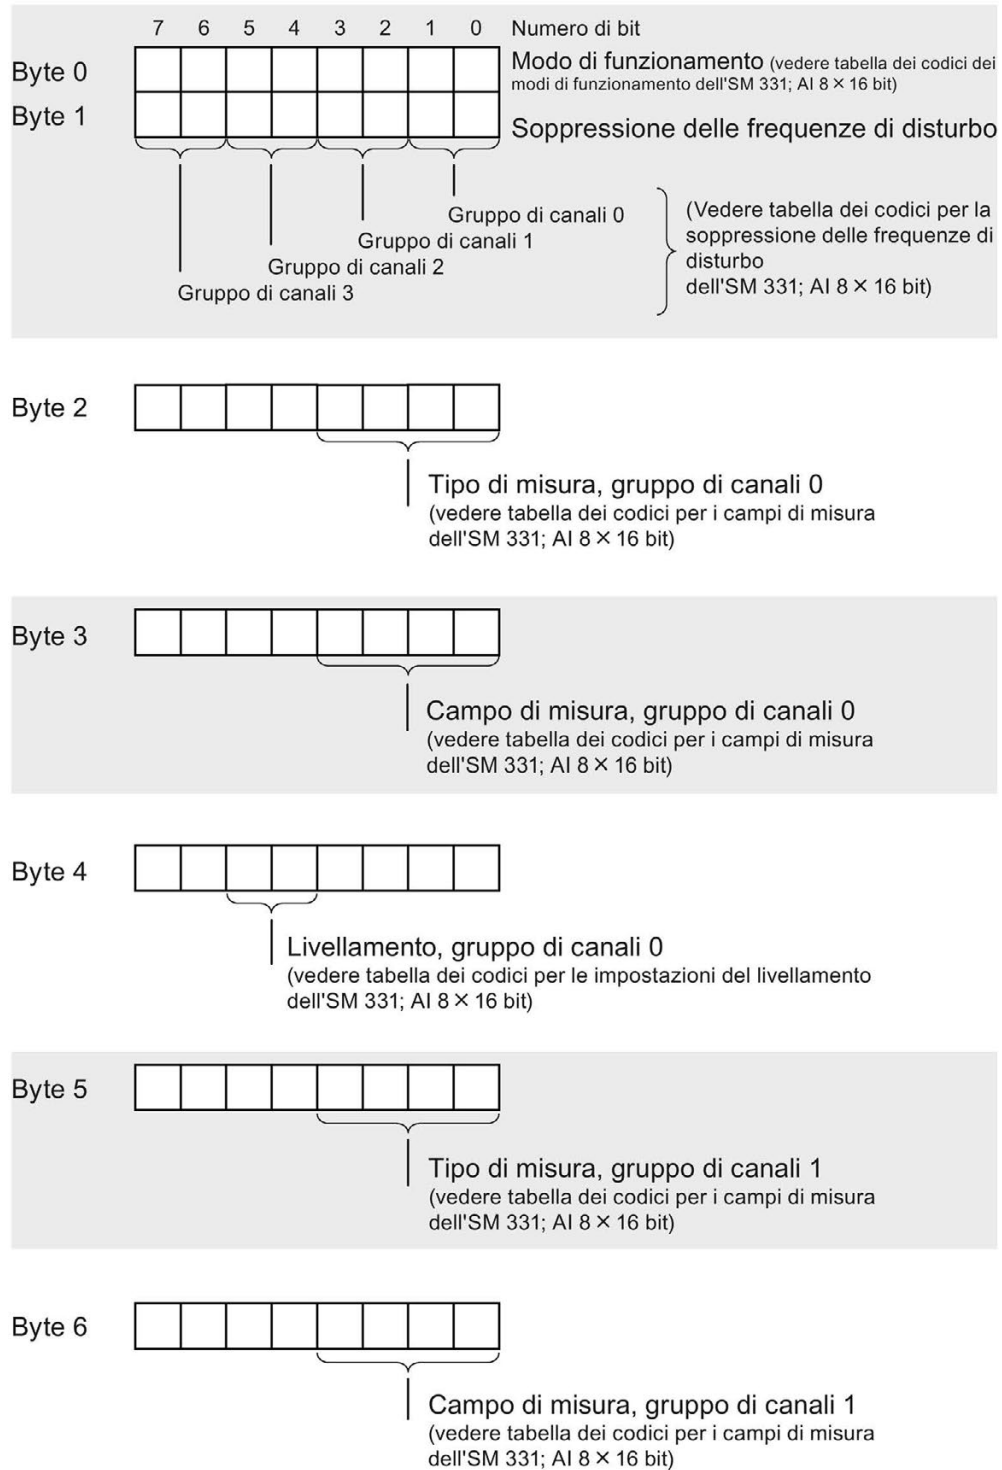 7 6 5 4 3 2 1 0 Numero di bit
Byte 0
Modo di funzionamento (vedere tabella dei codici dei
modi di funzionamento dell'SM 331; AI 8 × 16 bit)
Byte 1
Soppressione delle frequenze di disturbo
Gruppo di canali 0
Gruppo di canali 1
Gruppo di canali 2
Gruppo di canali 3
(Vedere tabella dei codici per la
soppressione delle frequenze di
disturbo
dell'SM 331; AI 8 × 16 bit)
Byte 2
Tipo di misura, gruppo di canali 0
(vedere tabella dei codici per i campi di misura
dell'SM 331; AI 8 × 16 bit)
Byte 3
Campo di misura, gruppo di canali 0
(vedere tabella dei codici per i campi di misura
dell'SM 331; AI 8 × 16 bit)
Byte 4
Livellamento, gruppo di canali 0
(vedere tabella dei codici per le impostazioni del livellamento
dell'SM 331; AI 8 × 16 bit)
Byte 5
Tipo di misura, gruppo di canali 1
(vedere tabella dei codici per i campi di misura
dell'SM 331; AI 8 × 16 bit)
Byte 6
Campo di misura, gruppo di canali 1
(vedere tabella dei codici per i campi di misura
dell'SM 331; AI 8 × 16 bit)